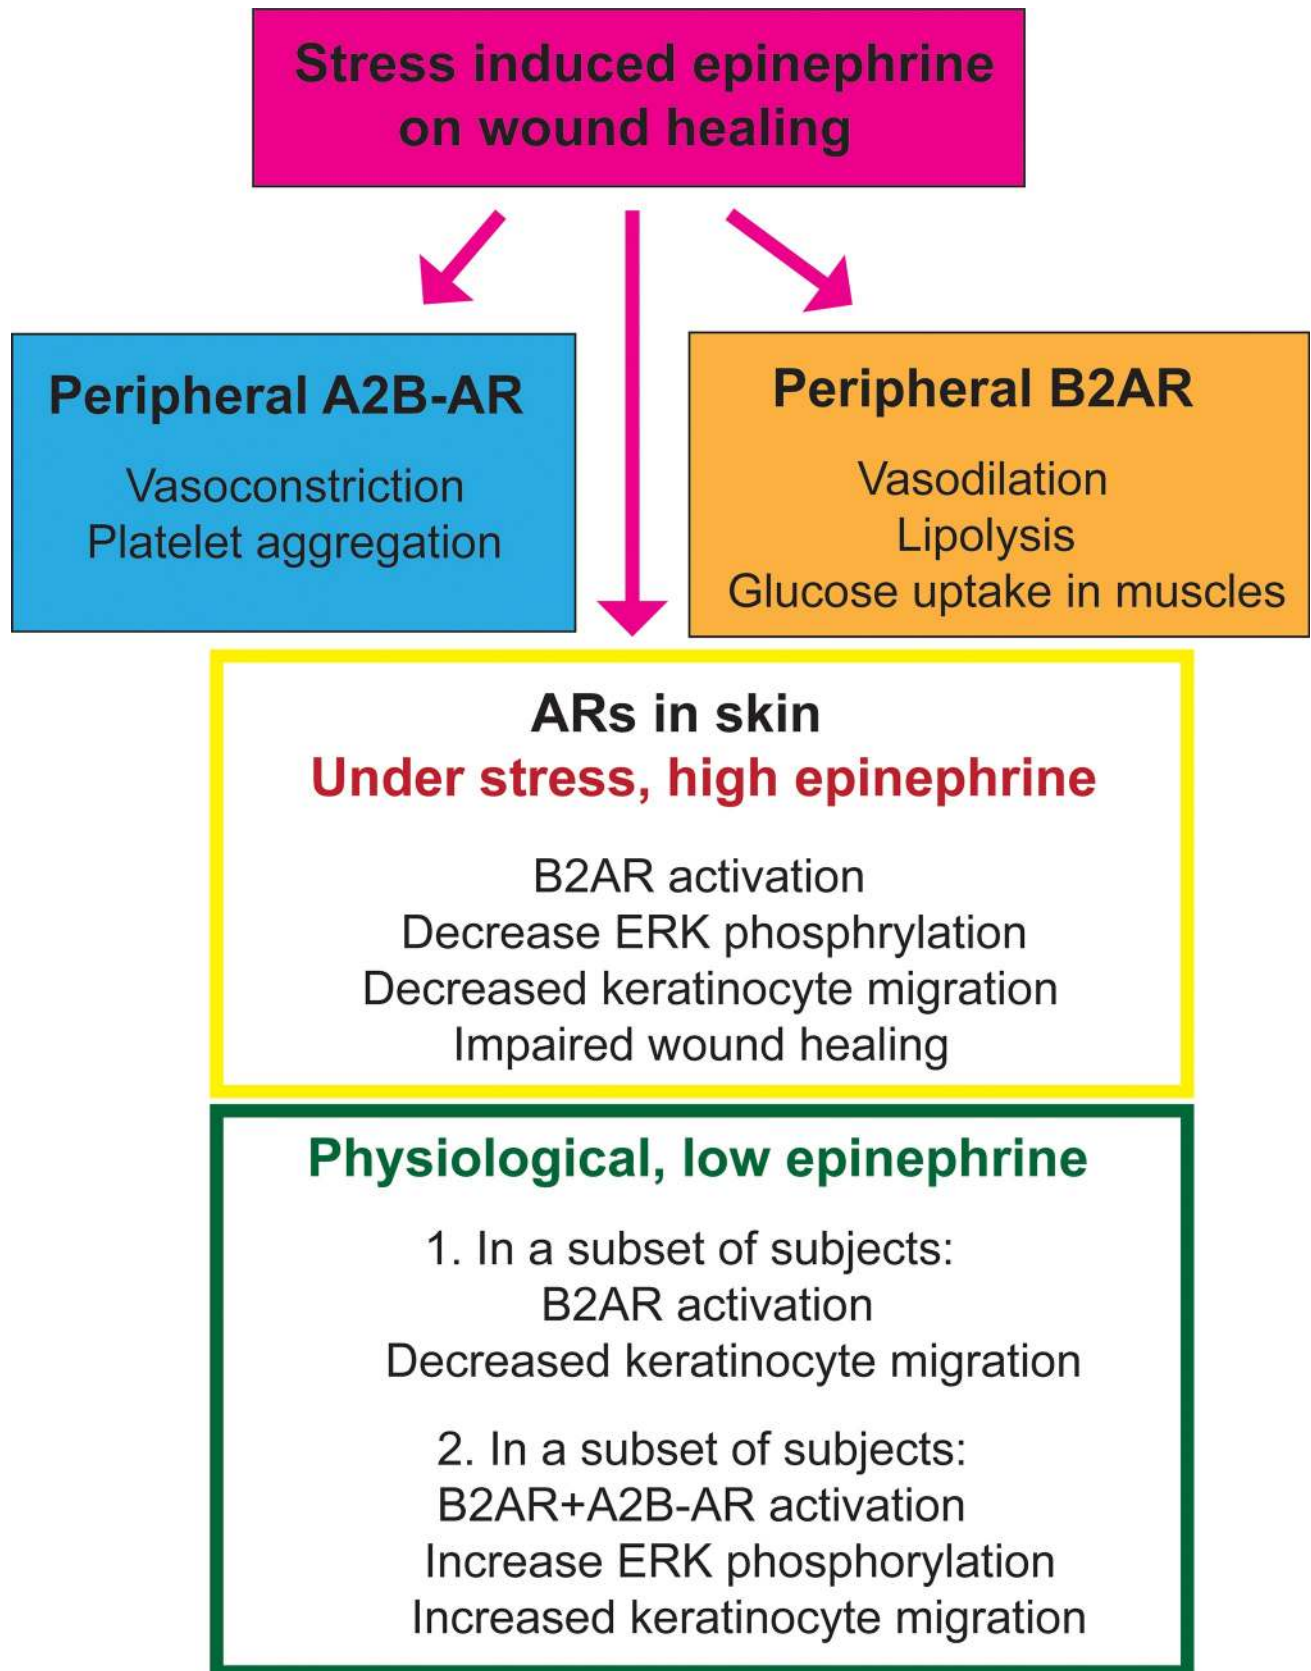 Stress induced epinephrine
on wound healing
Peripheral A2B-AR
Vasoconstriction
Platelet aggregation
Peripheral B2AR
Vasodilation
Lipolysis
Glucose uptake in muscles
ARs in skin
Under stress, high epinephrine
B2AR activation
Decrease ERK phosphrylation
Decreased keratinocyte migration
Impaired wound healing
Physiological, low epinephrine
1. In a subset of subjects:
B2AR activation
Decreased keratinocyte migration
2. In a subset of subjects:
B2AR+A2B-AR activation
Increase ERK phosphorylation
Increased keratinocyte migration